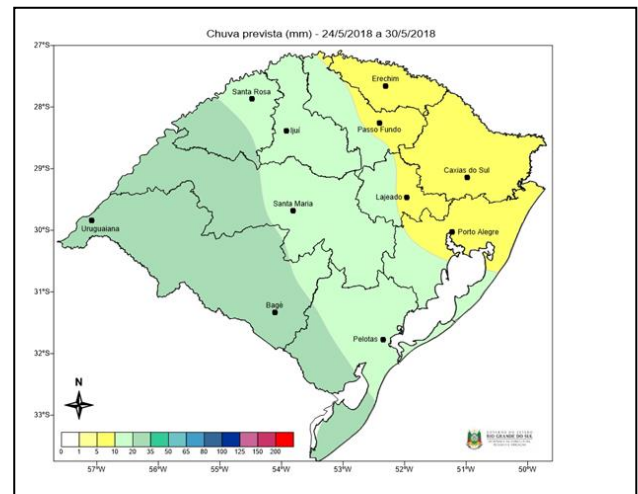 Chuva prevista (mm) - 24/5/2018 a 30/5/2018
27°S
Erechim
Santa Rosa
28°S
Passo Fundo
Ijuí
29°S
Caxias do Sul
Lajeado
Santa Maria
30°S
Uruguaiana
Porto Alegre
31°S
Bagé
Pelotas
32°S
N
33°S
0 1 5 10 20 35 50 65 80 100 125 150 200
RIO GRANDE DO SUL
57°W 56°W 55°W 54°W 53°W 52°W 51°W 50°W